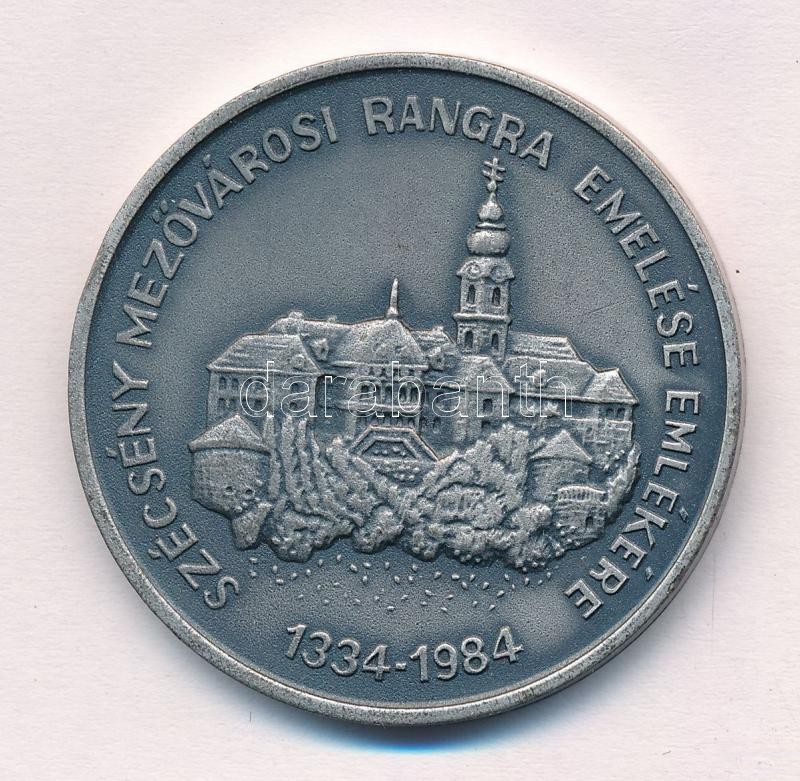 SZÉCSÉNY MEZŐVÁROSI RANGRA EMELÉSE EMLÉKÉRE
darabanth
1334-1984